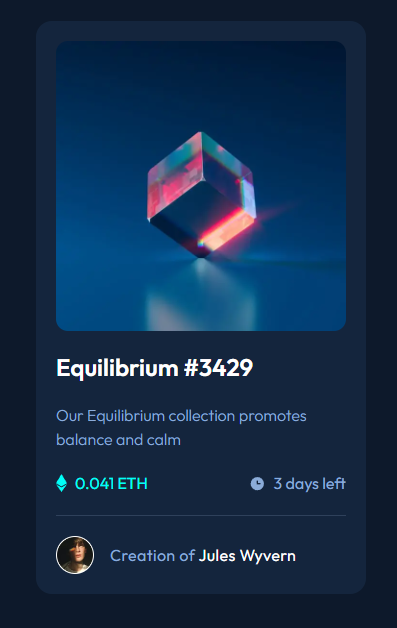 Equilibrium #3429
Our Equilibrium collection promotes
balance and calm
0.041 ETH
3 days left
Creation of Jules Wyvern